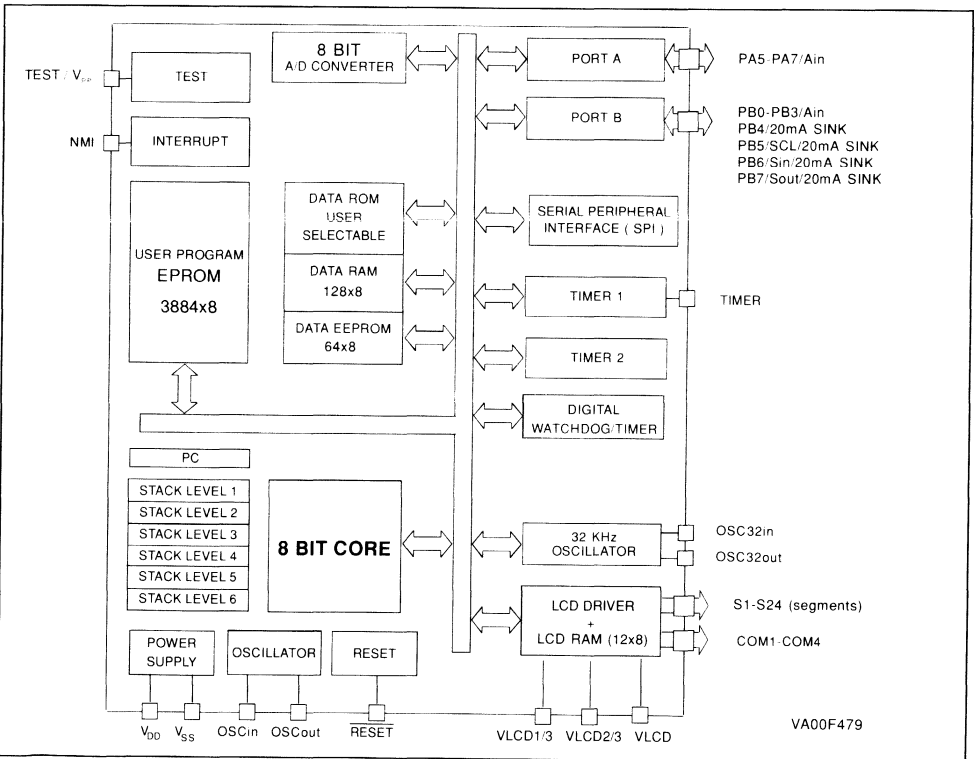 8 BIT
A/D CONVERTER
PORT A
PA5-PA7/Ain
TEST / V
TEST
PORT B
PB0-PB3/Ain
PB4/20mA SINK
PB5/SCL/20mA SINK
PB6/Sin/20mA SINK
PB7/Sout/20mA SINK
NMI
INTERRUPT
DATA ROM
USER
SELECTABLE
SERIAL PERIPHERAL
INTERFACE ( SPI )
USER PROGRAM
EPROM
3884x8
DATA RAM
128x8
TIMER 1
TIMER
DATA EEPROM
64x8
TIMER 2
DIGITAL
WATCHDOG/TIMER
PC
STACK LEVEL 1
STACK LEVEL 2
STACK LEVEL 3
STACK LEVEL 4
STACK LEVEL 5
STACK LEVEL 6
8 BIT CORE
32 KHz
OSCILLATOR
OSC32in
OSC32out
LCD DRIVER
+
LCD RAM (12x8)
S1-S24 (segments)
COM1-COM4
POWER
SUPPLY
OSCILLATOR
RESET
VDD
VSS
OSCin
OSCout
RESET
VLCD1/3
VLCD2/3
VLCD
VA00F479